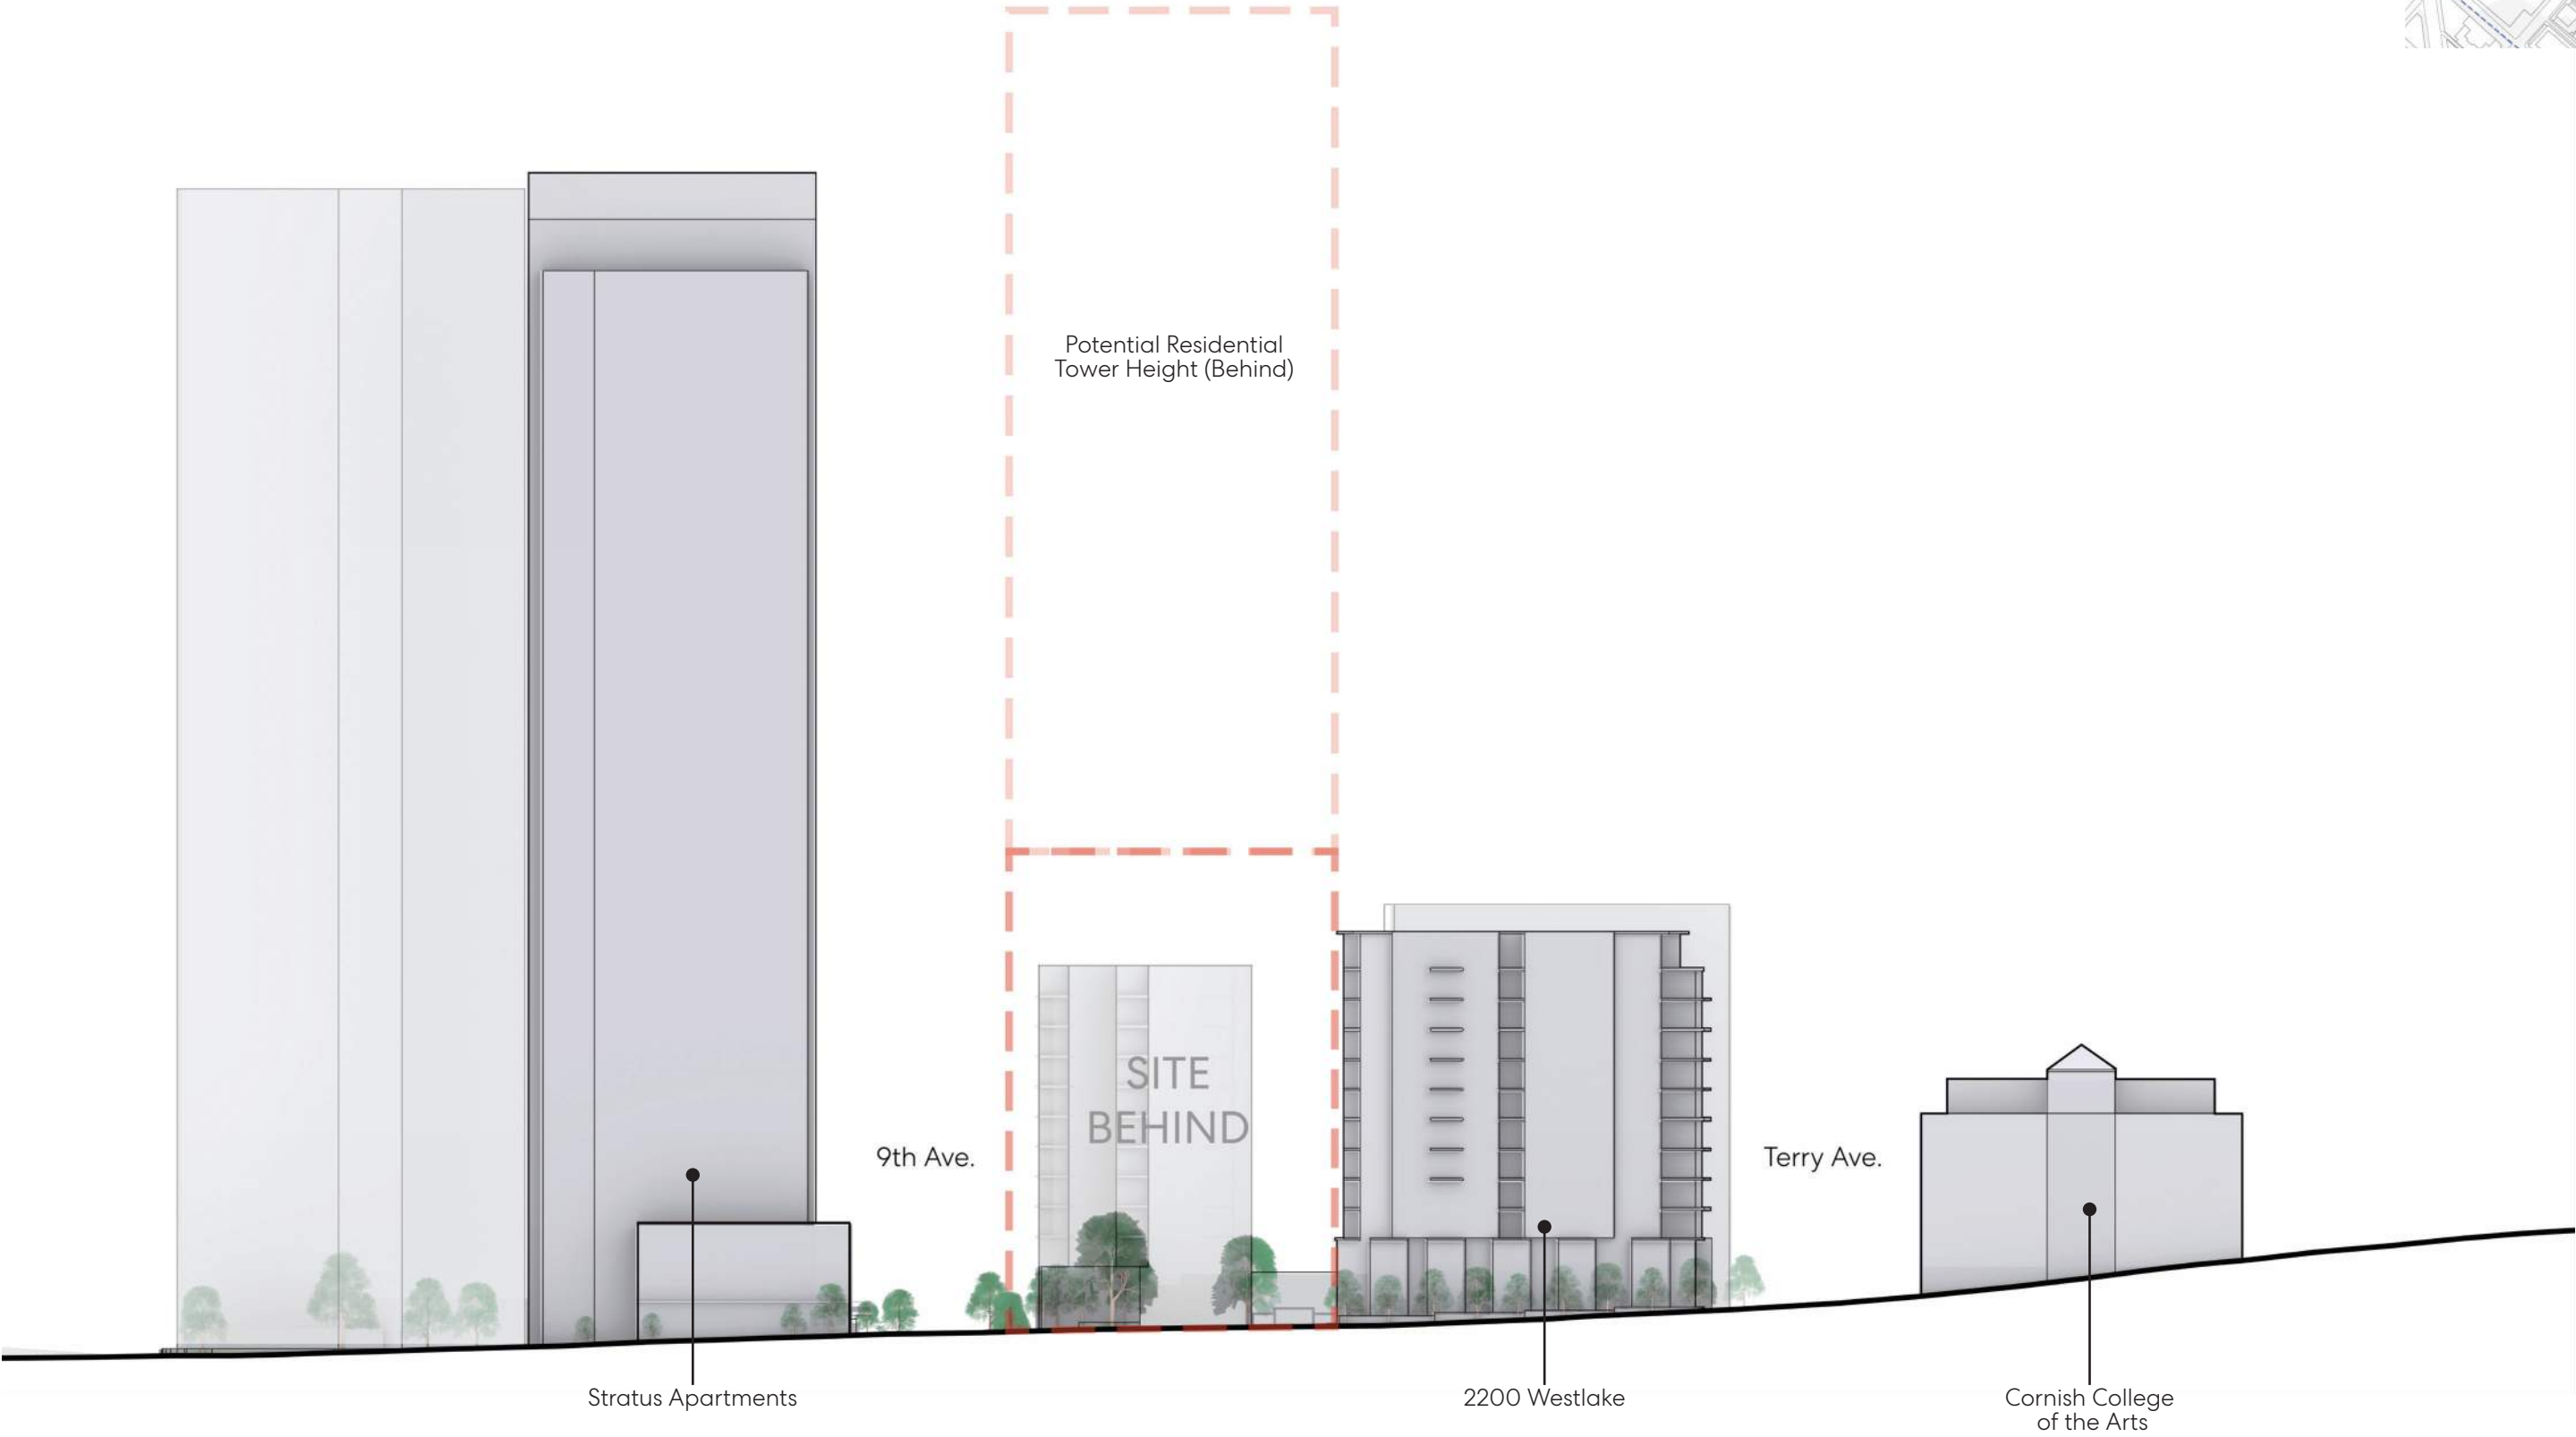 Potential Residential
Tower Height (Behind)
SITE
BEHIND
9th Ave.
Terry Ave.
Stratus Apartments
2200 Westlake
Cornish College
of the Arts